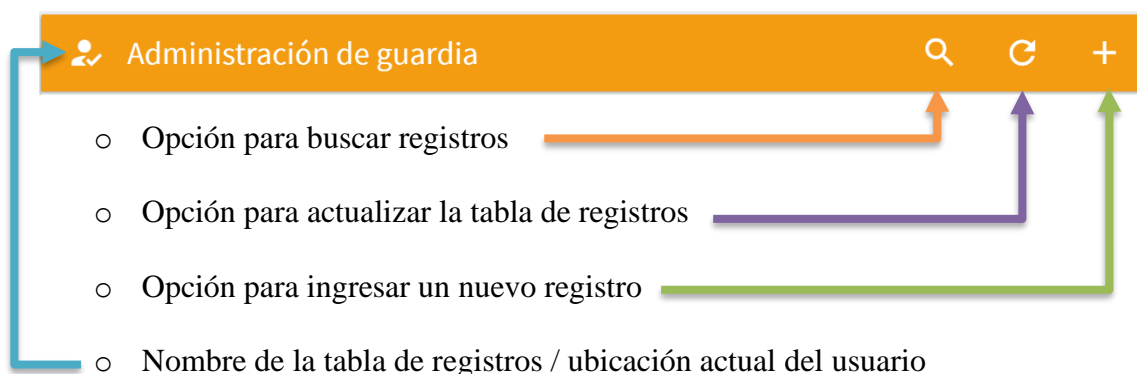 Administración de guardia
o Opción para buscar registros
o Opción para actualizar la tabla de registros
o Opción para ingresar un nuevo registro
o Nombre de la tabla de registros / ubicación actual del usuario